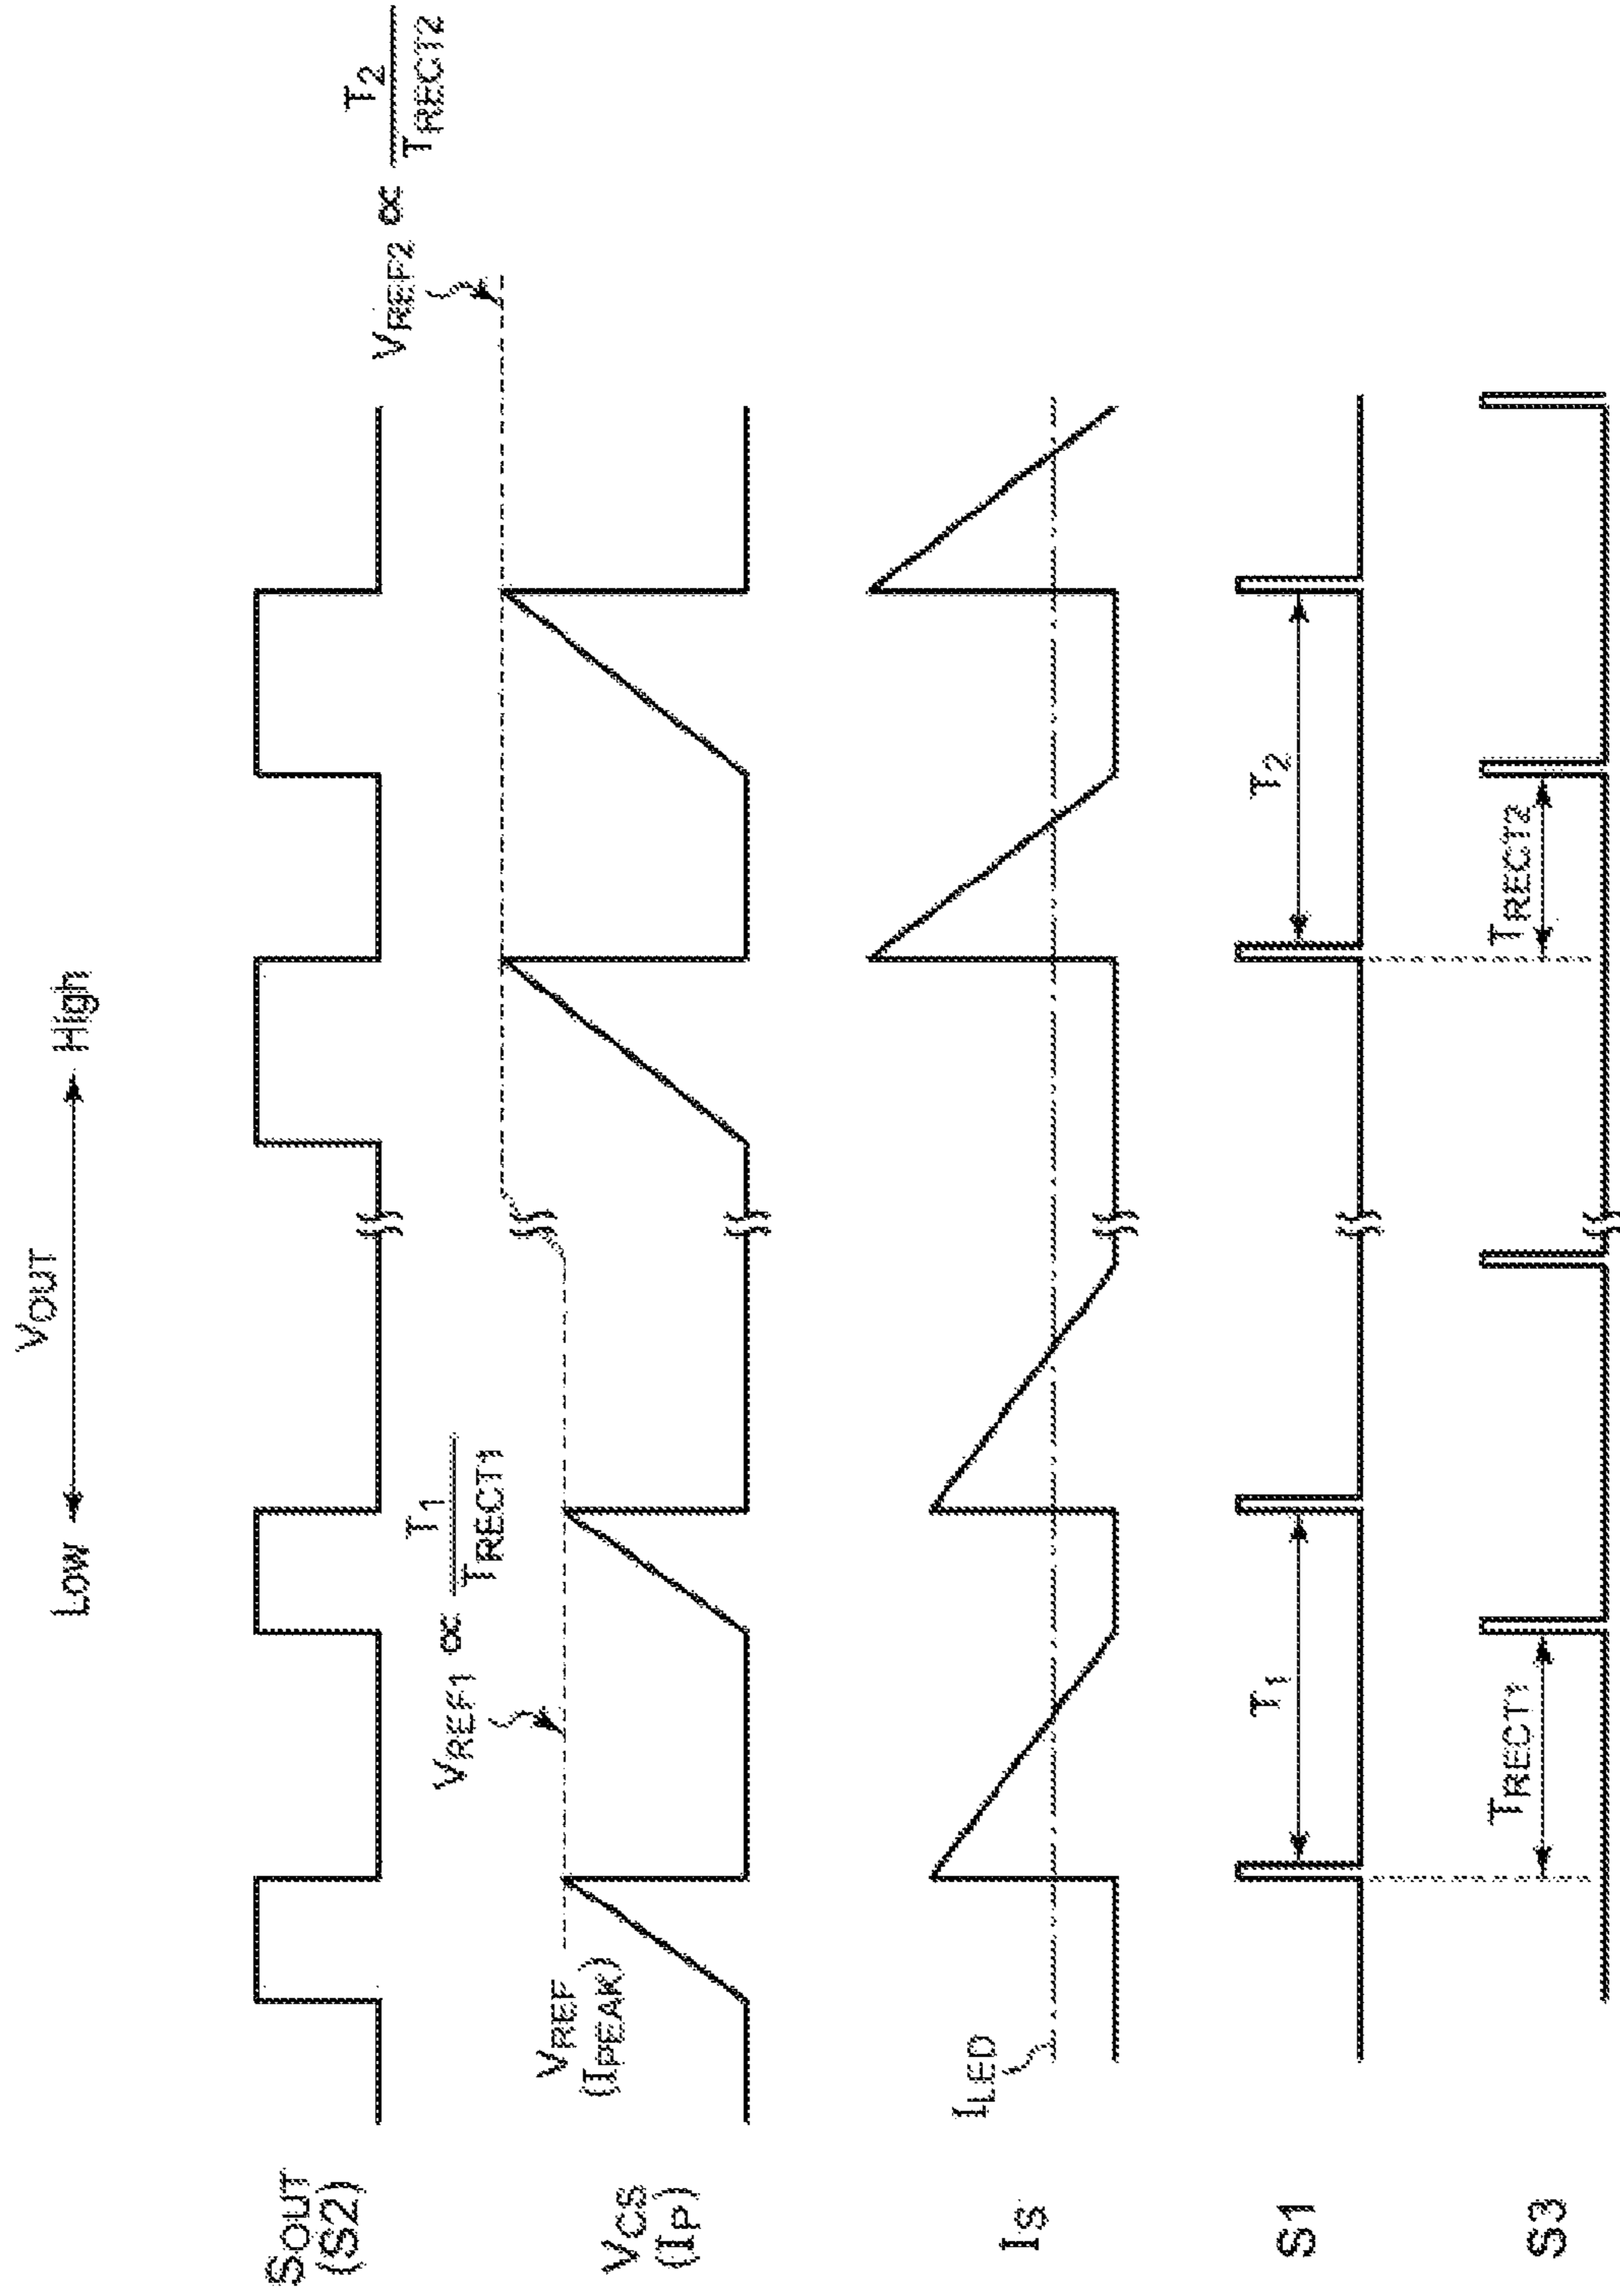 VOUT
Low
High
SOUT
(S2)
VREF1 ∝ T1
TRECT1
VREF2 ∝ T2
TRECT2
VREF
(IPEAK)
VCS
(IP)
ILED
IS
T1
T2
S1
TRECT1
TRECT2
S3